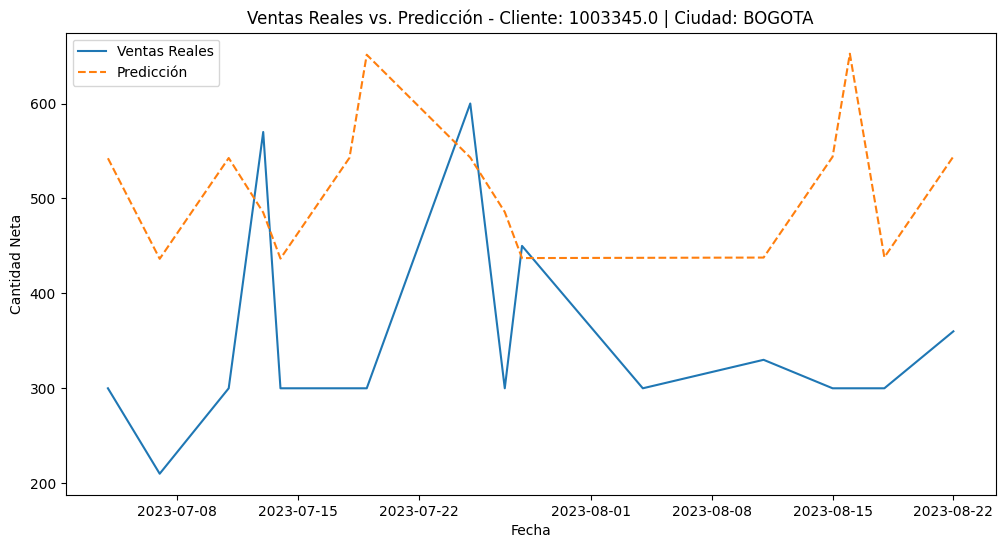 Ventas Reales vs. Predicción - Cliente: 1003345.0 | Ciudad: BOGOTA
Ventas Reales
Predicción
Cantidad Neta
600
500
400
300
200
2023-07-08
2023-07-15
2023-07-22
2023-08-01
2023-08-08
2023-08-15
2023-08-22
Fecha